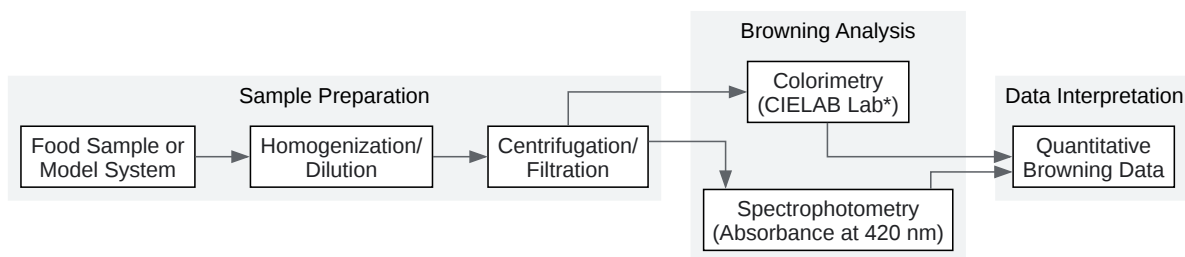 Browning Analysis
Sample Preparation
Data Interpretation
Food Sample or
Model System
Homogenization/
Dilution
Centrifugation/
Filtration
Colorimetry
(CIELAB Lab*)
Spectrophotometry
(Absorbance at 420 nm)
Quantitative
Browning Data